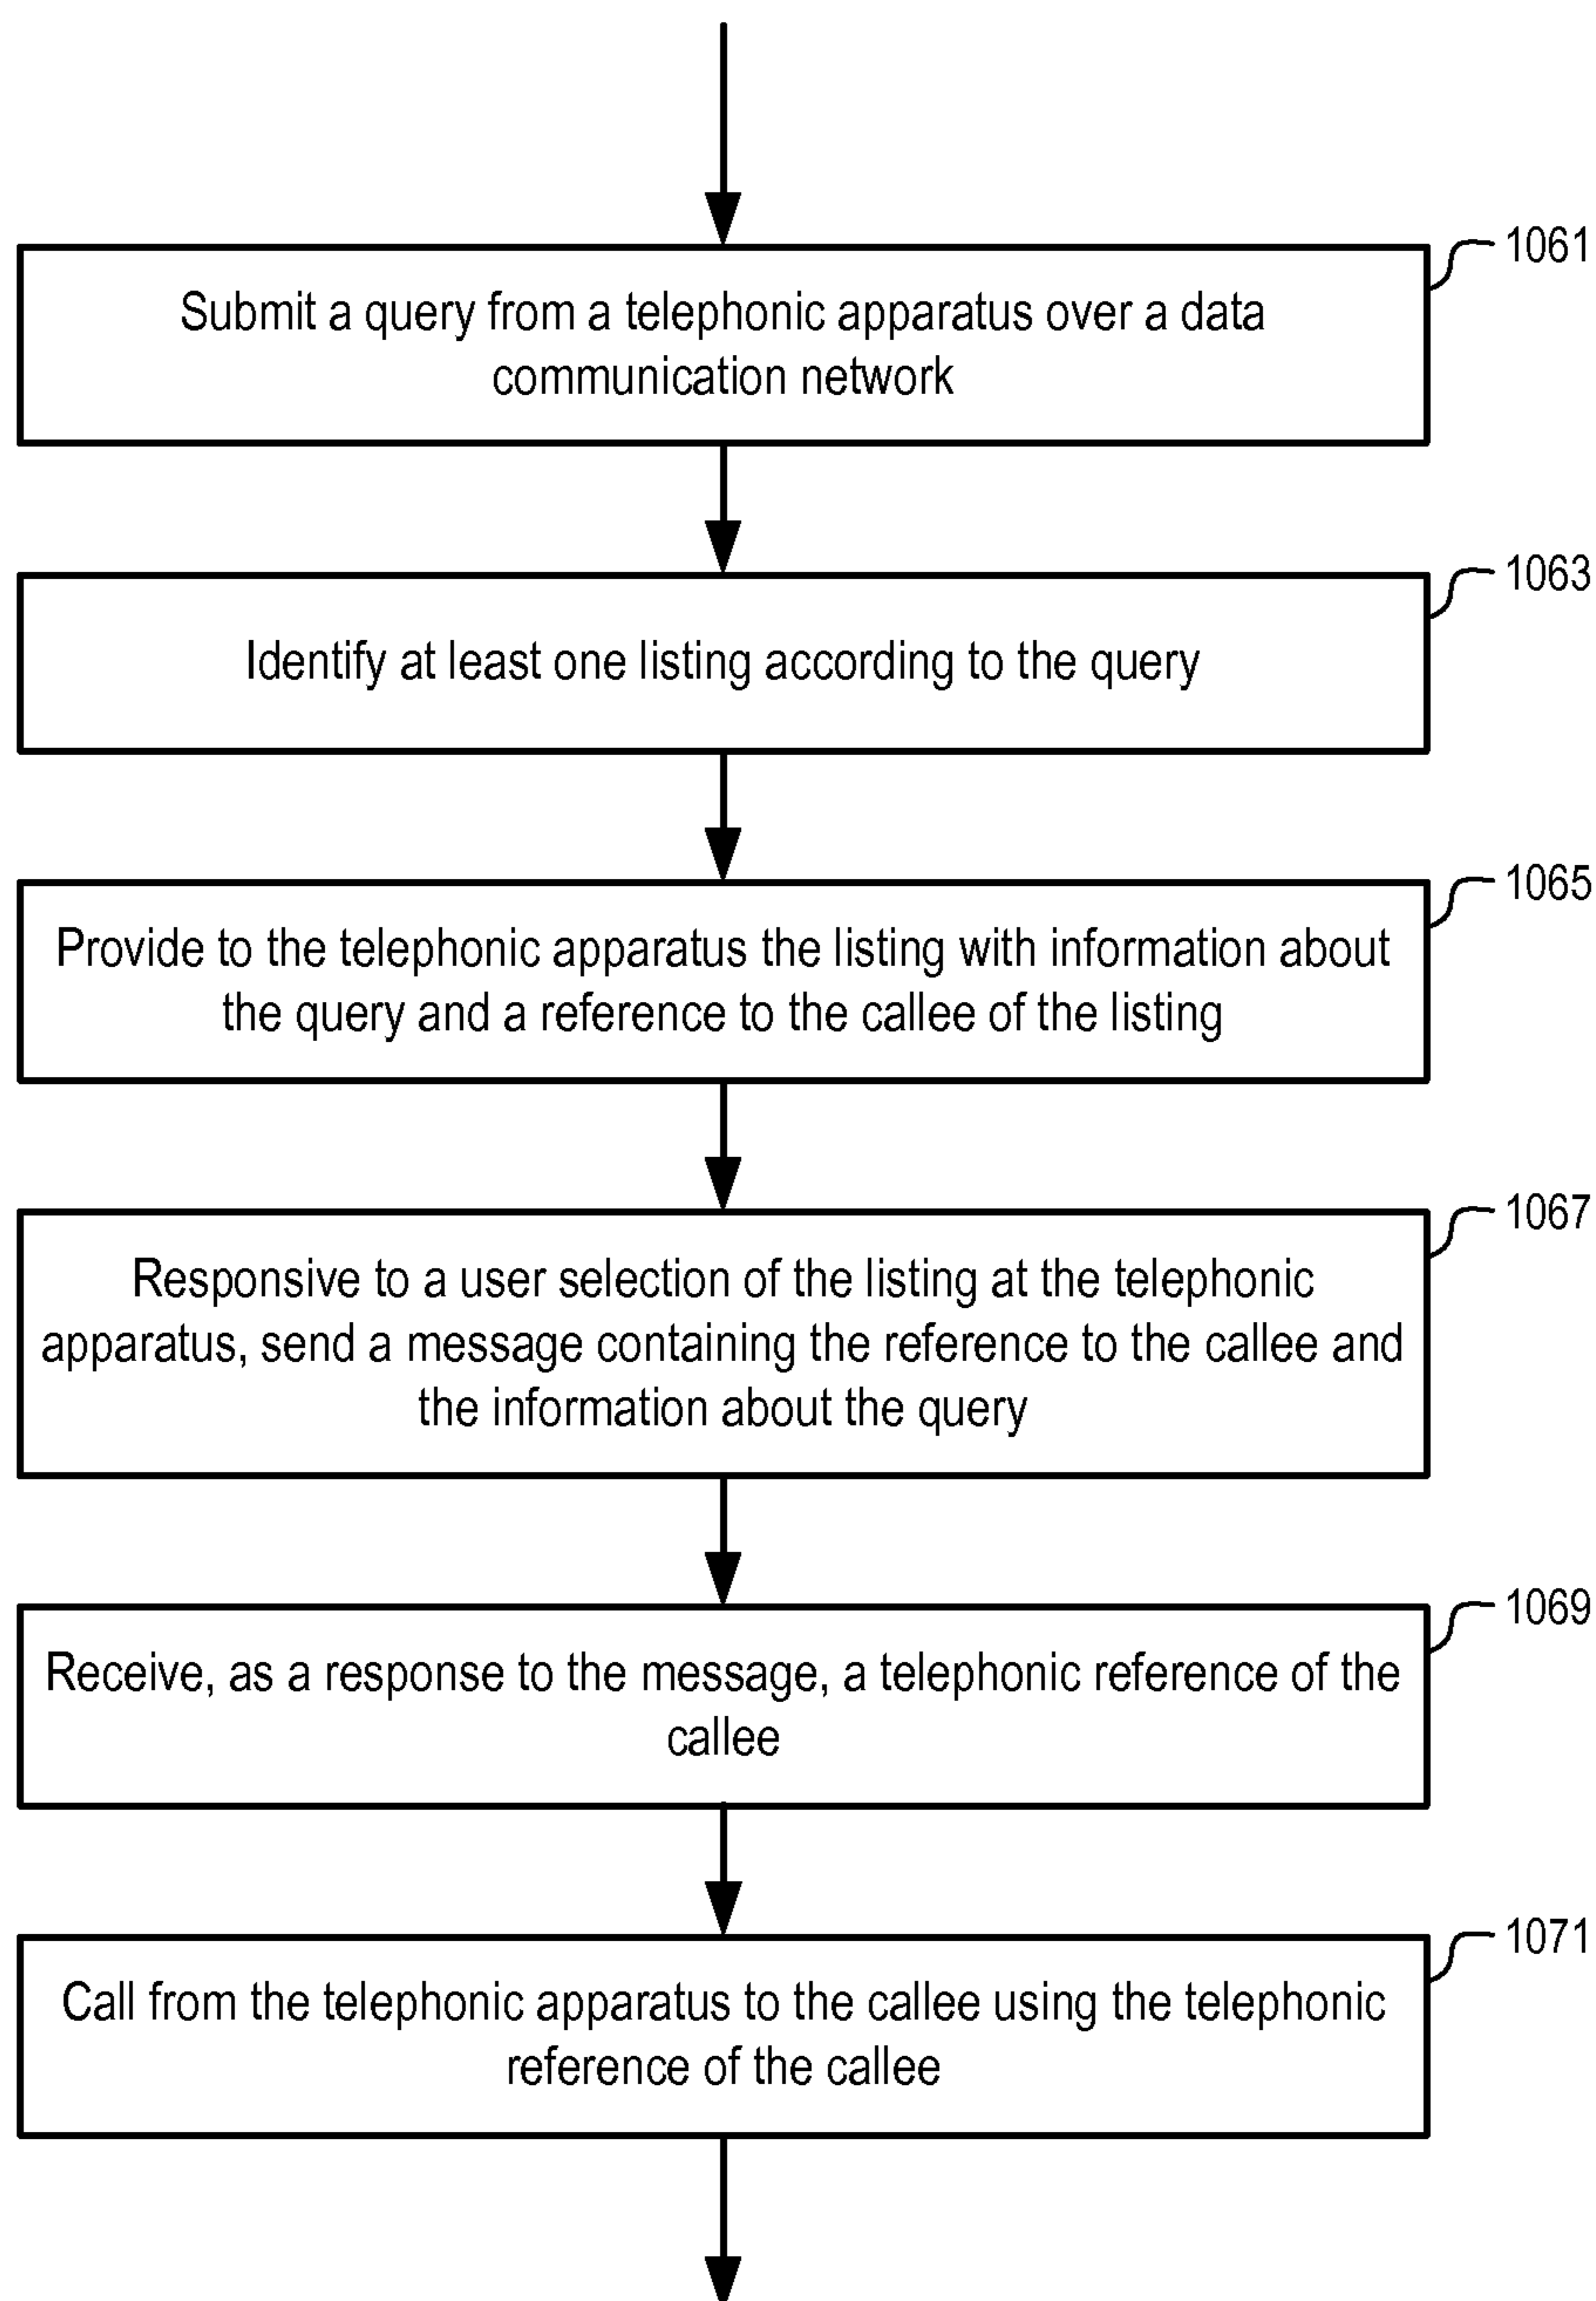 1061
Submit a query from a telephonic apparatus over a data
communication network
1063
Identify at least one listing according to the query
1065
Provide to the telephonic apparatus the listing with information about
the query and a reference to the callee of the listing
1067
Responsive to a user selection of the listing at the telephonic
apparatus, send a message containing the reference to the callee and
the information about the query
1069
Receive, as a response to the message, a telephonic reference of the
callee
1071
Call from the telephonic apparatus to the callee using the telephonic
reference of the callee